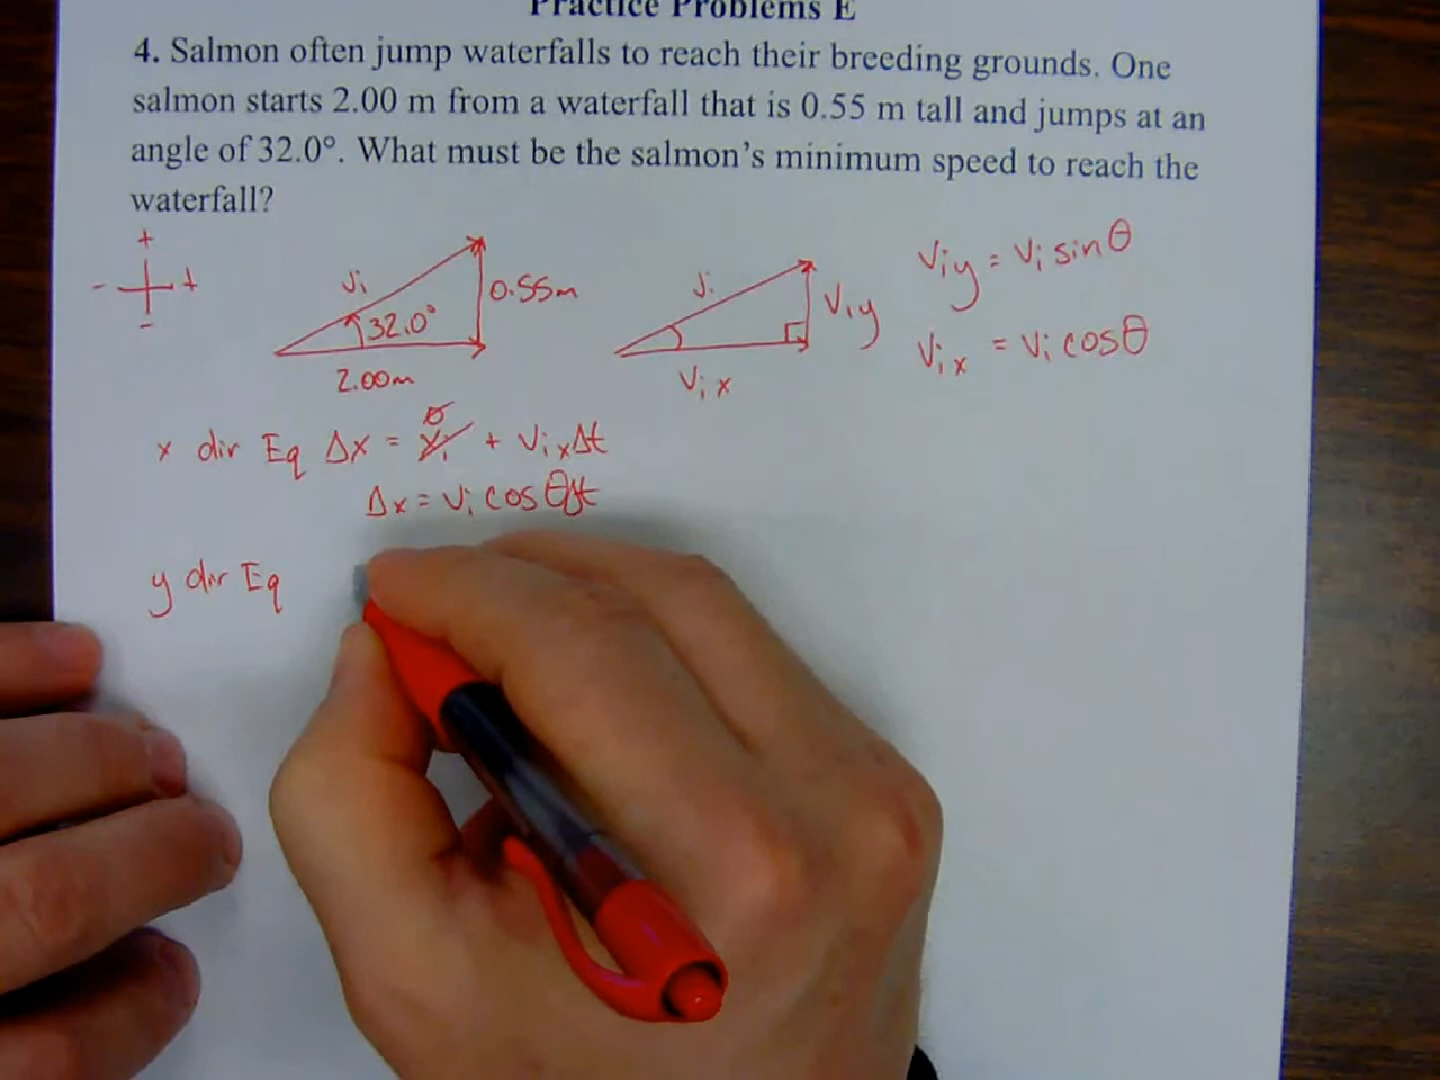 Practice Problems E
4. Salmon often jump waterfalls to reach their breeding grounds. One
salmon starts 2.00 m from a waterfall that is 0.55 m tall and jumps at an
angle of 32.0°. What must be the salmon's minimum speed to reach the
waterfall?
+
- +
-
Vi
32.0°
0.55m
2.00m
Vi
Viy
Vix
Viy = Vi sinθ
Vix = Vi cosθ
x dir Eq Δx = xi + VixΔt
0
Δx = Vi cosθΔt
y dir Eq